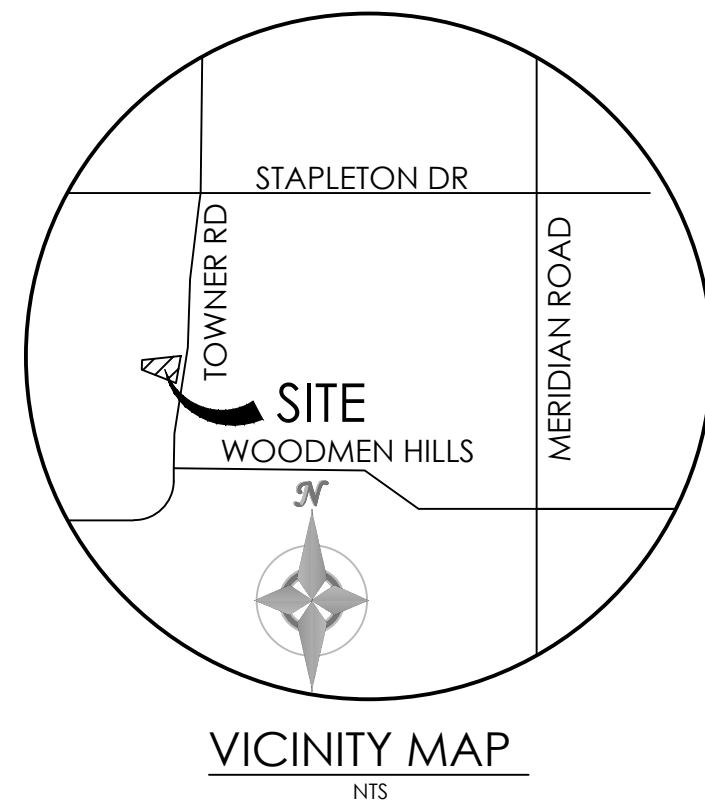 STAPLETON DR
TOWNER RD
MERIDIAN ROAD
SITE
WOODMEN HILLS
N
VICINITY MAP
NTS